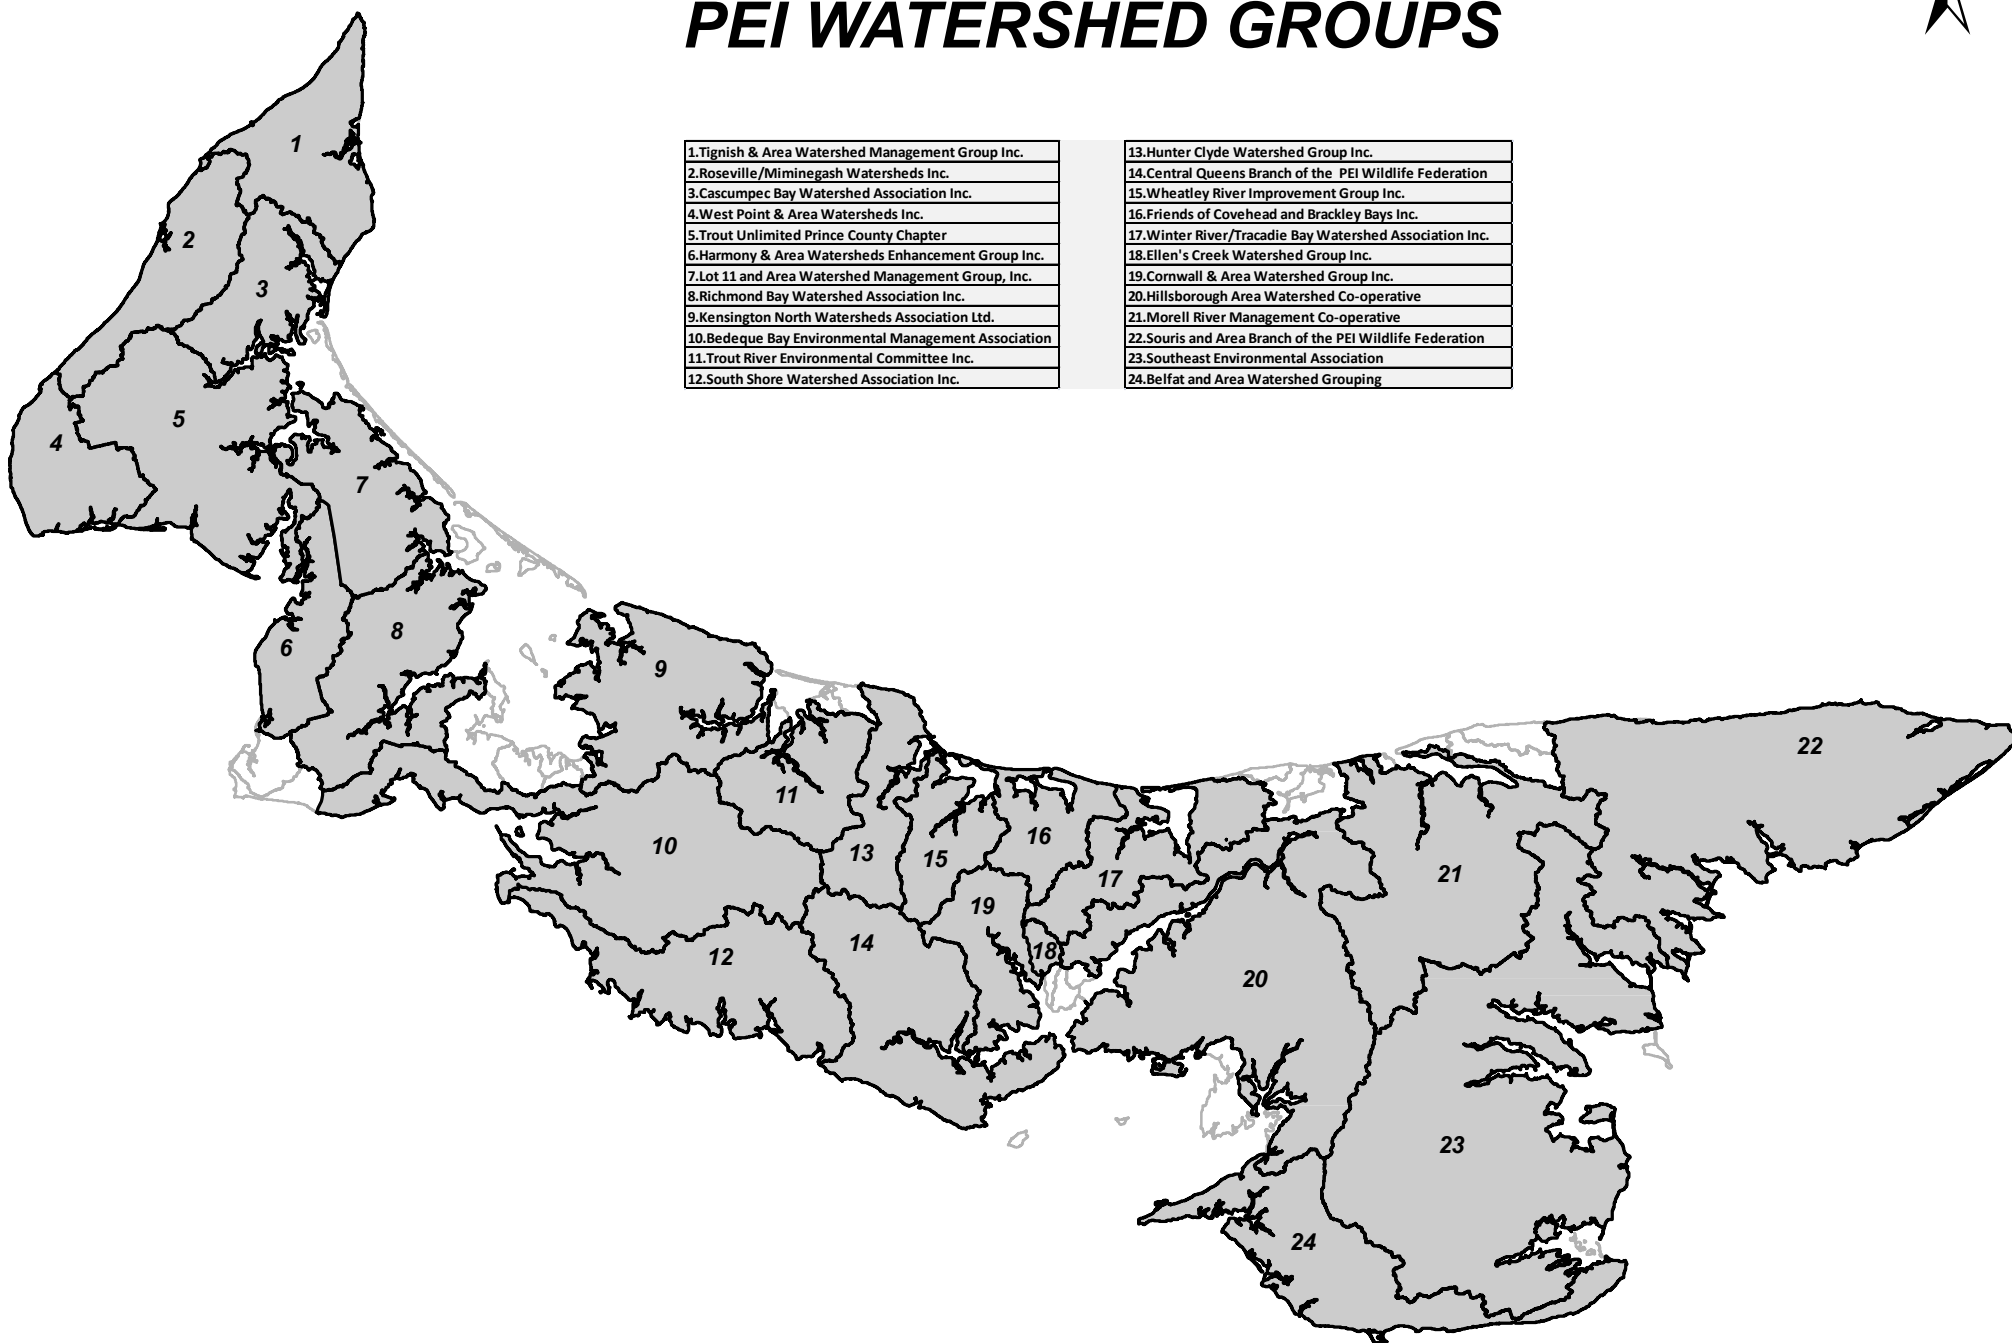 PEI WATERSHED GROUPS
1.Tignish & Area Watershed Management Group Inc.
2.Roseville/Miminegash Watersheds Inc.
3.Cascumpec Bay Watershed Association Inc.
4.West Point & Area Watersheds Inc.
5.Trout Unlimited Prince County Chapter
6.Harmony & Area Watersheds Enhancement Group Inc.
7.Lot 11 and Area Watershed Management Group, Inc.
8.Richmond Bay Watershed Association Inc.
9.Kensington North Watersheds Association Ltd.
10.Bedeque Bay Environmental Management Association
11.Trout River Environmental Committee Inc.
12.South Shore Watershed Association Inc.
13.Hunter Clyde Watershed Group Inc.
14.Central Queens Branch of the PEI Wildlife Federation
15.Wheatley River Improvement Group Inc.
16.Friends of Covehead and Brackley Bays Inc.
17.Winter River/Tracadie Bay Watershed Association Inc.
18.Ellen's Creek Watershed Group Inc.
19.Cornwall & Area Watershed Group Inc.
20.Hillsborough Area Watershed Co-operative
21.Morell River Management Co-operative
22.Souris and Area Branch of the PEI Wildlife Federation
23.Southeast Environmental Association
24.Belfat and Area Watershed Grouping
1
2
3
4
5
6
7
8
9
10
11
12
13
14
15
16
17
18
19
20
21
22
23
24